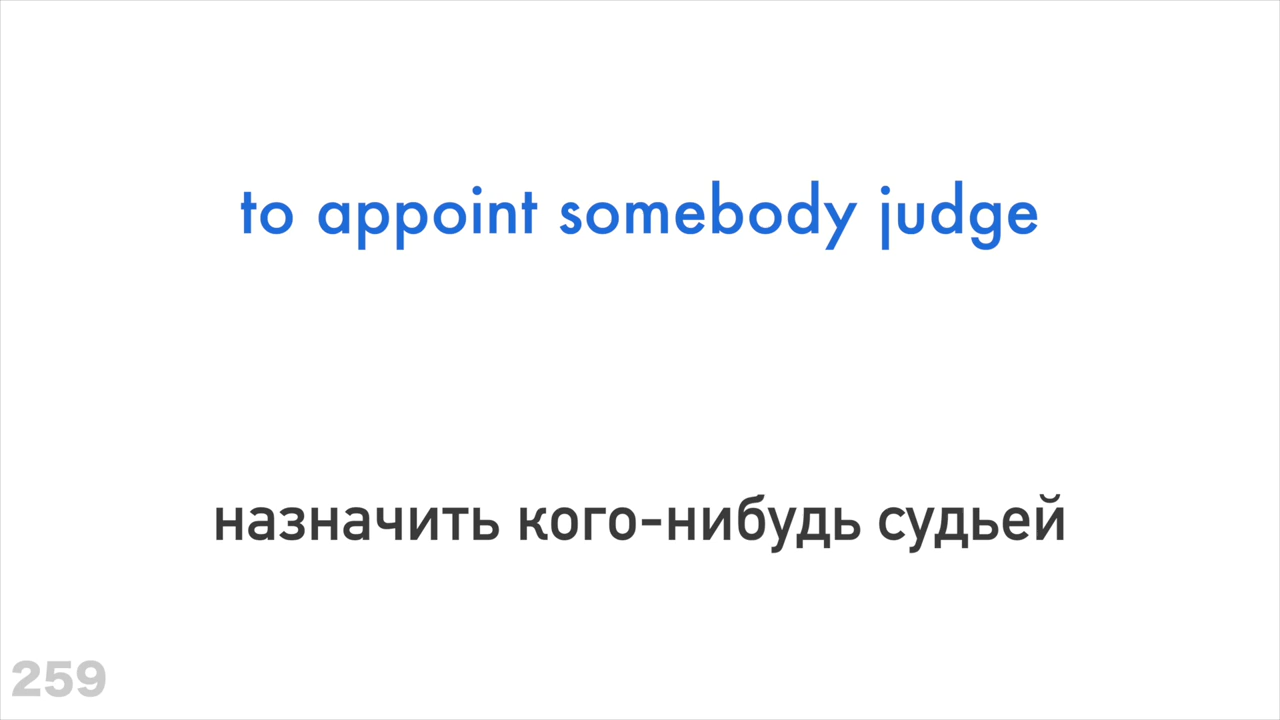 to appoint somebody judge
назначить кого-нибудь судьей
259